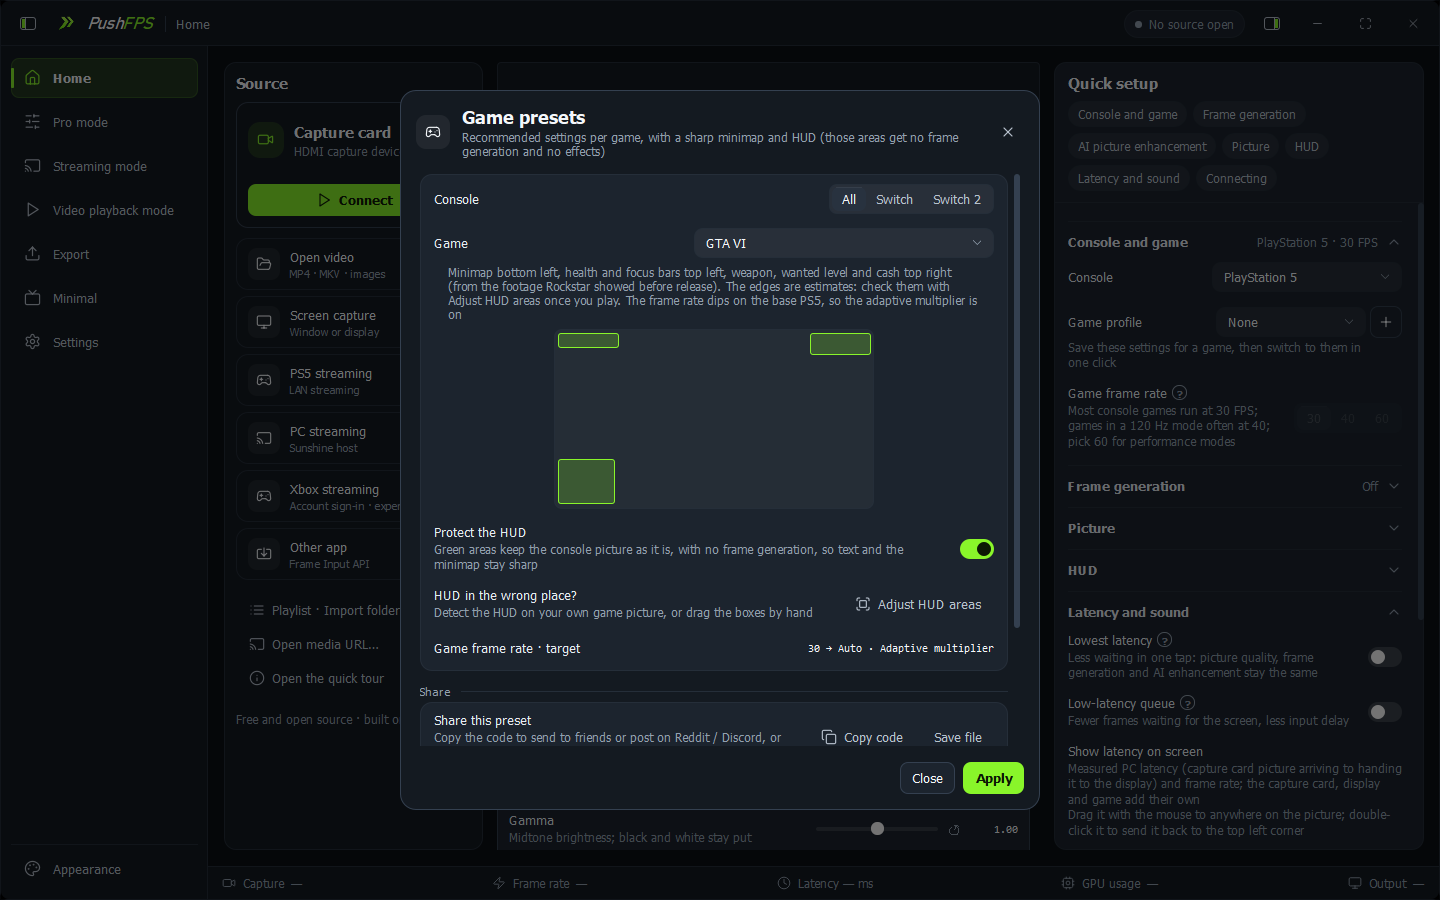 PushFPS
Home
No source open
Home
Pro mode
Streaming mode
Video playback mode
Export
Minimal
Settings
Appearance
Source
Capture card
HDMI capture devic
Connect
Open video
MP4 · MKV · images
Screen capture
Window or display
PS5 streaming
LAN streaming
PC streaming
Sunshine host
Xbox streaming
Account sign-in · exper
Other app
Frame Input API
Playlist · Import folder
Open media URL...
Open the quick tour
Free and open source · built o
Game presets
Recommended settings per game, with a sharp minimap and HUD (those areas get no frame
generation and no effects)
Console
All
Switch
Switch 2
Game
GTA VI
Minimap bottom left, health and focus bars top left, weapon, wanted level and cash top right
(from the footage Rockstar showed before release). The edges are estimates: check them with
Adjust HUD areas once you play. The frame rate dips on the base PS5, so the adaptive multiplier is
on
Protect the HUD
Green areas keep the console picture as it is, with no frame generation, so text and the
minimap stay sharp
HUD in the wrong place?
Detect the HUD on your own game picture, or drag the boxes by hand
Adjust HUD areas
Game frame rate · target
30 → Auto · Adaptive multiplier
Share
Share this preset
Copy the code to send to friends or post on Reddit / Discord, or
Copy code
Save file
Close
Apply
Gamma
Midtone brightness; black and white stay put
1.00
Quick setup
Console and game
Frame generation
AI picture enhancement
Picture
HUD
Latency and sound
Connecting
Console and game
PlayStation 5 · 30 FPS
Console
PlayStation 5
Game profile
None
Save these settings for a game, then switch to them in
one click
Game frame rate ?
Most console games run at 30 FPS;
games in a 120 Hz mode often at 40;
pick 60 for performance modes
30 40 60
Frame generation
Off
Picture
HUD
Latency and sound
Lowest latency ?
Less waiting in one tap: picture quality, frame
generation and AI enhancement stay the same
Low-latency queue ?
Fewer frames waiting for the screen, less input delay
Show latency on screen
Measured PC latency (capture card picture arriving to handing
it to the display) and frame rate; the capture card, display
and game add their own
Drag it with the mouse to anywhere on the picture; double-
click it to send it back to the top left corner
Capture —
Frame rate —
Latency — ms
GPU usage —
Output —